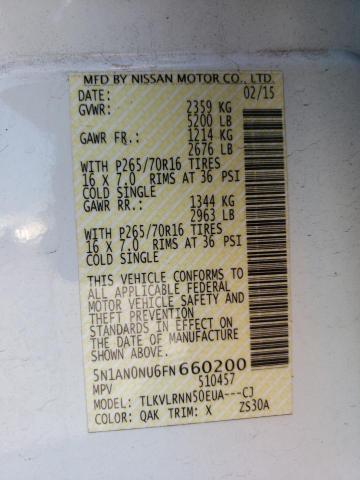 MFD BY NISSAN MOTOR CO., LTD.
DATE: 02/15
GVWR: 2359 KG
5200 LB
GAWR FR.: 1214 KG
2676 LB
WITH P265/70R16 TIRES
16 X 7.0 RIMS AT 36 PSI
COLD SINGLE
GAWR RR.: 1344 KG
2963 LB
WITH P265/70R16 TIRES
16 X 7.0 RIMS AT 36 PSI
COLD SINGLE
THIS VEHICLE CONFORMS TO
ALL APPLICABLE FEDERAL
MOTOR VEHICLE SAFETY AND
THEFT PREVENTION
STANDARDS IN EFFECT ON
THE DATE OF MANUFACTURE
SHOWN ABOVE.
5N1AN0NU6FN660200
MPV 510457
MODEL: TLKVLRNN50EUA---CJ
COLOR: QAK TRIM: X ZS30A